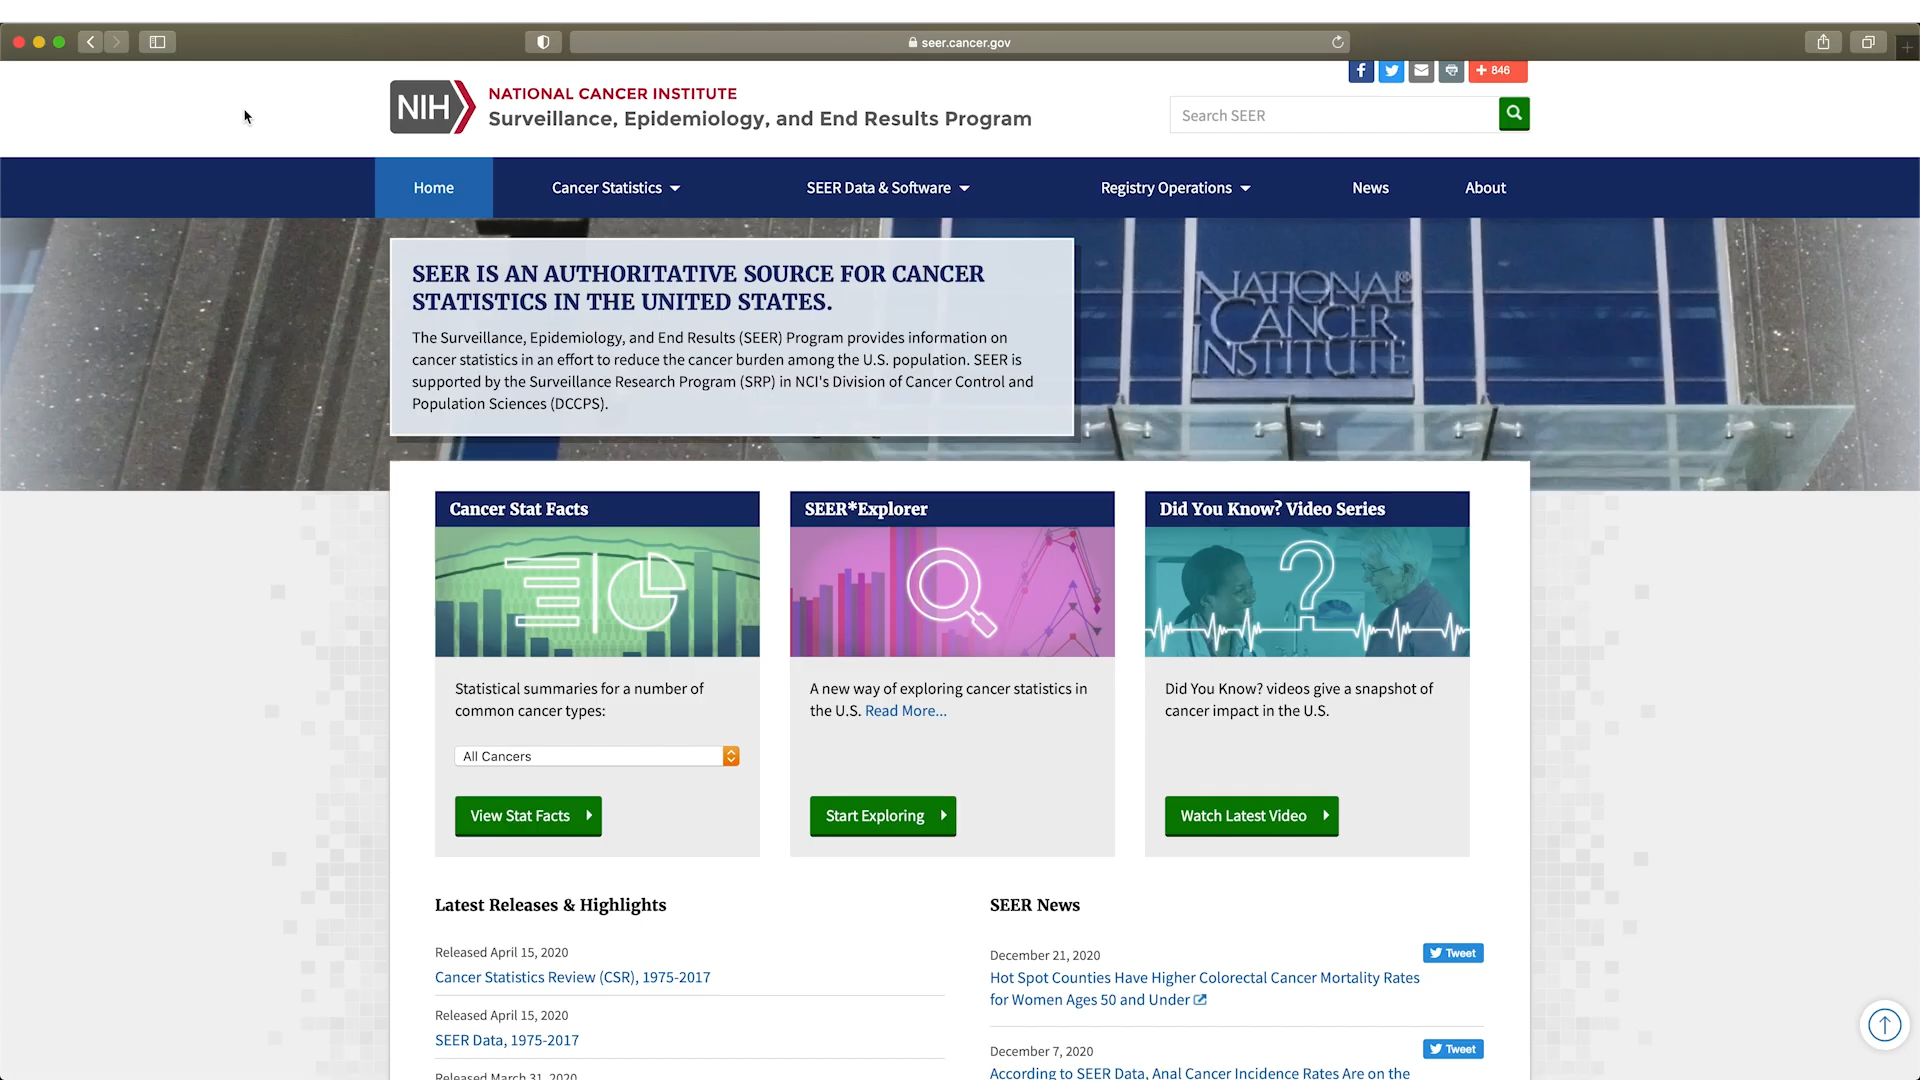 seer.cancer.gov
846
NIH
NATIONAL CANCER INSTITUTE
Surveillance, Epidemiology, and End Results Program
Search SEER
Home
Cancer Statistics
SEER Data & Software
Registry Operations
News
About
SEER IS AN AUTHORITATIVE SOURCE FOR CANCER
STATISTICS IN THE UNITED STATES.
The Surveillance, Epidemiology, and End Results (SEER) Program provides information on
cancer statistics in an effort to reduce the cancer burden among the U.S. population. SEER is
supported by the Surveillance Research Program (SRP) in NCI's Division of Cancer Control and
Population Sciences (DCCPS).
NATIONAL®
CANCER
INSTITUTE
Cancer Stat Facts
Statistical summaries for a number of
common cancer types:
All Cancers
View Stat Facts
SEER*Explorer
A new way of exploring cancer statistics in
the U.S. Read More...
Start Exploring
Did You Know? Video Series
Did You Know? videos give a snapshot of
cancer impact in the U.S.
Watch Latest Video
Latest Releases & Highlights
Released April 15, 2020
Cancer Statistics Review (CSR), 1975-2017
Released April 15, 2020
SEER Data, 1975-2017
Released March 31, 2020
SEER News
December 21, 2020
Tweet
Hot Spot Counties Have Higher Colorectal Cancer Mortality Rates
for Women Ages 50 and Under
December 7, 2020
Tweet
According to SEER Data, Anal Cancer Incidence Rates Are on the